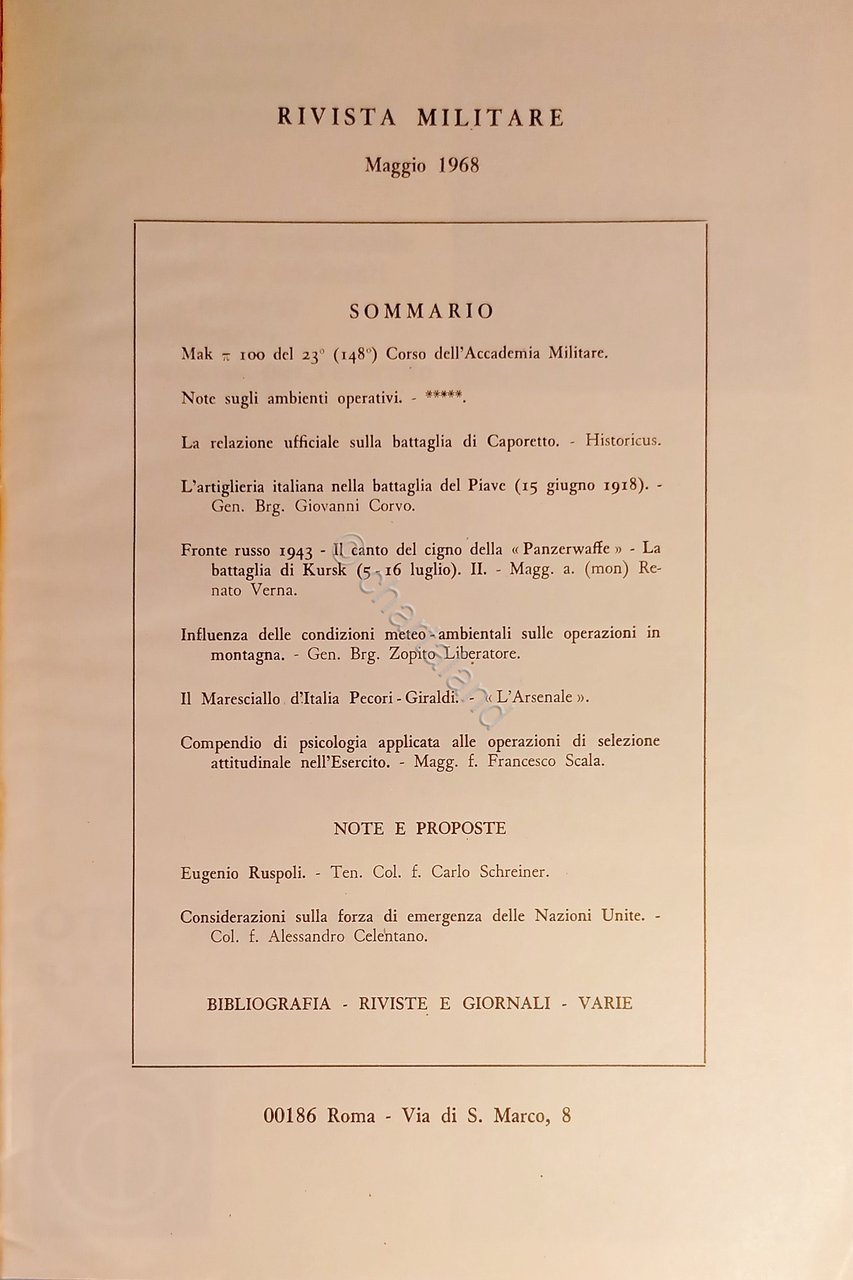 RIVISTA MILITARE
Maggio 1968
SOMMARIO
Mak π 100 del 23° (148°) Corso dell'Accademia Militare.
Note sugli ambienti operativi. - *****.
La relazione ufficiale sulla battaglia di Caporetto. - Historicus.
L'artiglieria italiana nella battaglia del Piave (15 giugno 1918). -
Gen. Brg. Giovanni Corvo.
Fronte russo 1943 - Il canto del cigno della « Panzerwaffe » - La
battaglia di Kursk (5 - 16 luglio). II. - Magg. a. (mon) Re-
nato Verna.
Influenza delle condizioni meteo - ambientali sulle operazioni in
montagna. - Gen. Brg. Zopito Liberatore.
Il Maresciallo d'Italia Pecori - Giraldi. - « L'Arsenale ».
Compendio di psicologia applicata alle operazioni di selezione
attitudinale nell'Esercito. - Magg. f. Francesco Scala.
NOTE E PROPOSTE
Eugenio Ruspoli. - Ten. Col. f. Carlo Schreiner.
Considerazioni sulla forza di emergenza delle Nazioni Unite. -
Col. f. Alessandro Celentano.
BIBLIOGRAFIA - RIVISTE E GIORNALI - VARIE
00186 Roma - Via di S. Marco, 8
© chartaland